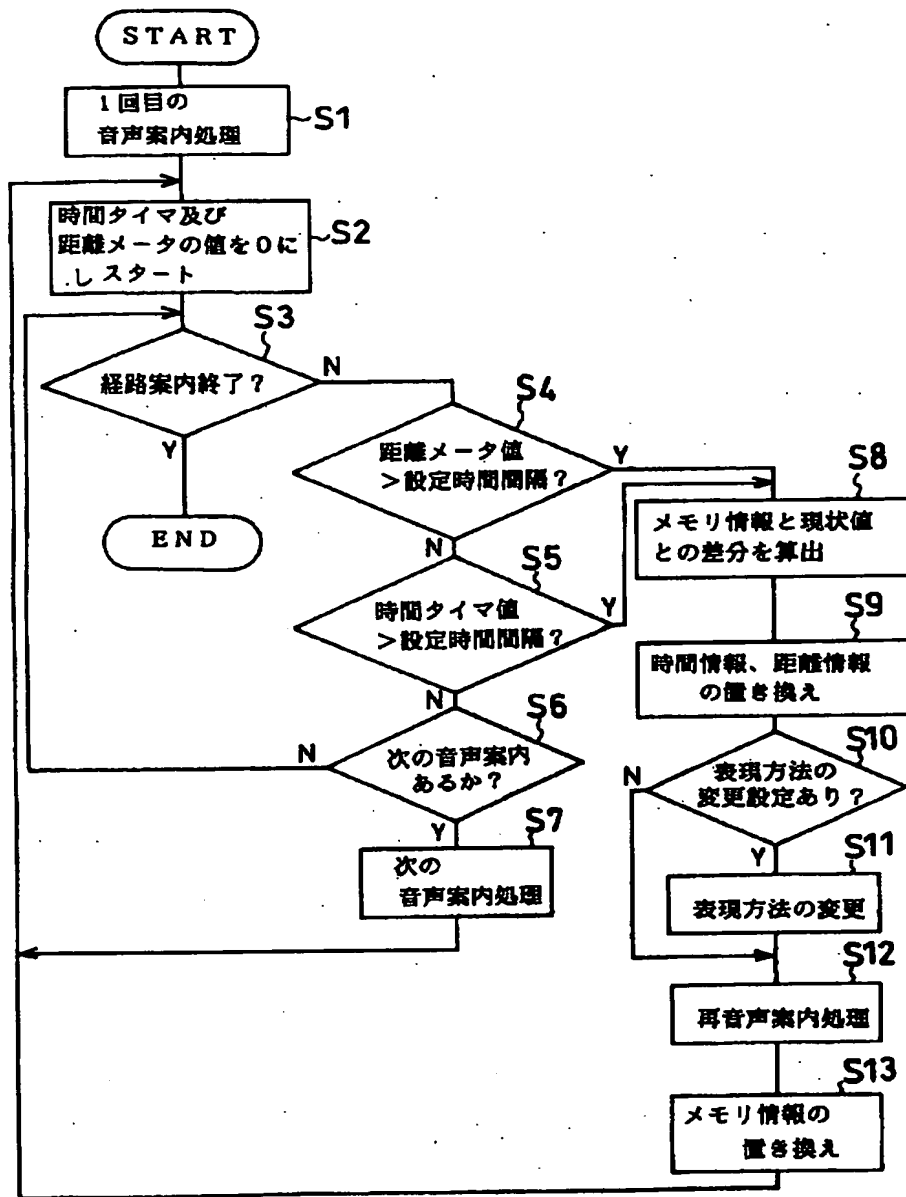 START
1回目の
音声案内処理
S1
時間タイマ及び
距離メータの値を0に
しスタート
S2
S3
経路案内終了?
N
Y
END
S4
距離メータ値
>設定時間間隔?
Y
N
S5
時間タイマ値
>設定時間間隔?
Y
N
S6
次の音声案内
あるか?
N
Y
S7
次の
音声案内処理
S8
メモリ情報と現状値
との差分を算出
S9
時間情報、距離情報
の置き換え
S10
表現方法の
変更設定あり?
N
Y
S11
表現方法の変更
S12
再音声案内処理
S13
メモリ情報の
置き換え